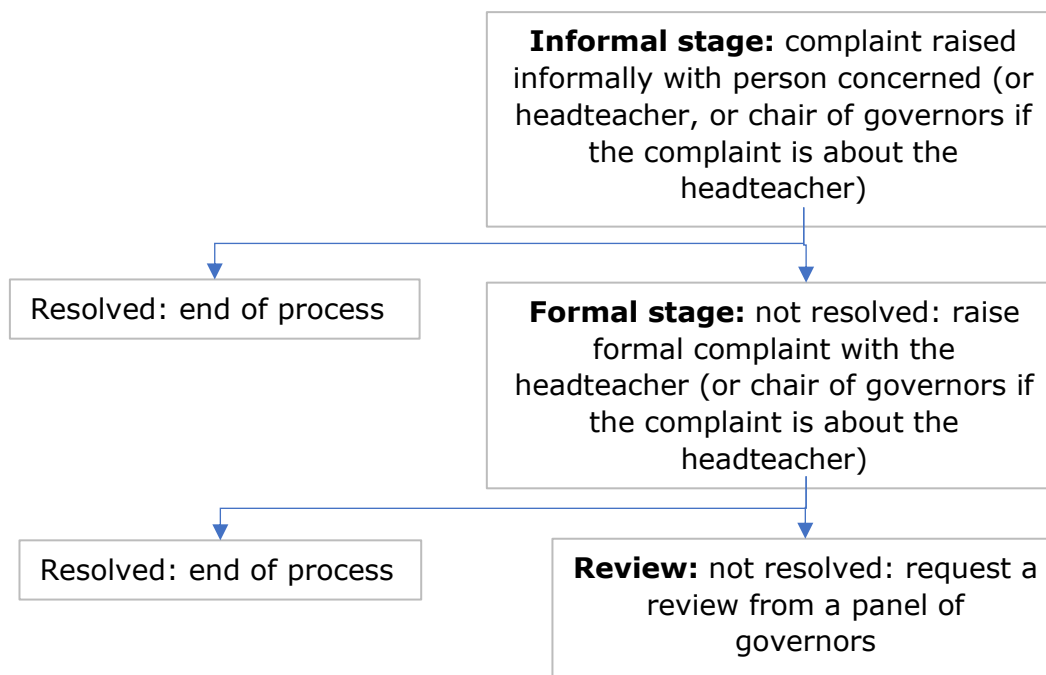 Informal stage: complaint raised
informally with person concerned (or
headteacher, or chair of governors if
the complaint is about the
headteacher)
Resolved: end of process
Formal stage: not resolved: raise
formal complaint with the
headteacher (or chair of governors if
the complaint is about the
headteacher)
Resolved: end of process
Review: not resolved: request a
review from a panel of
governors